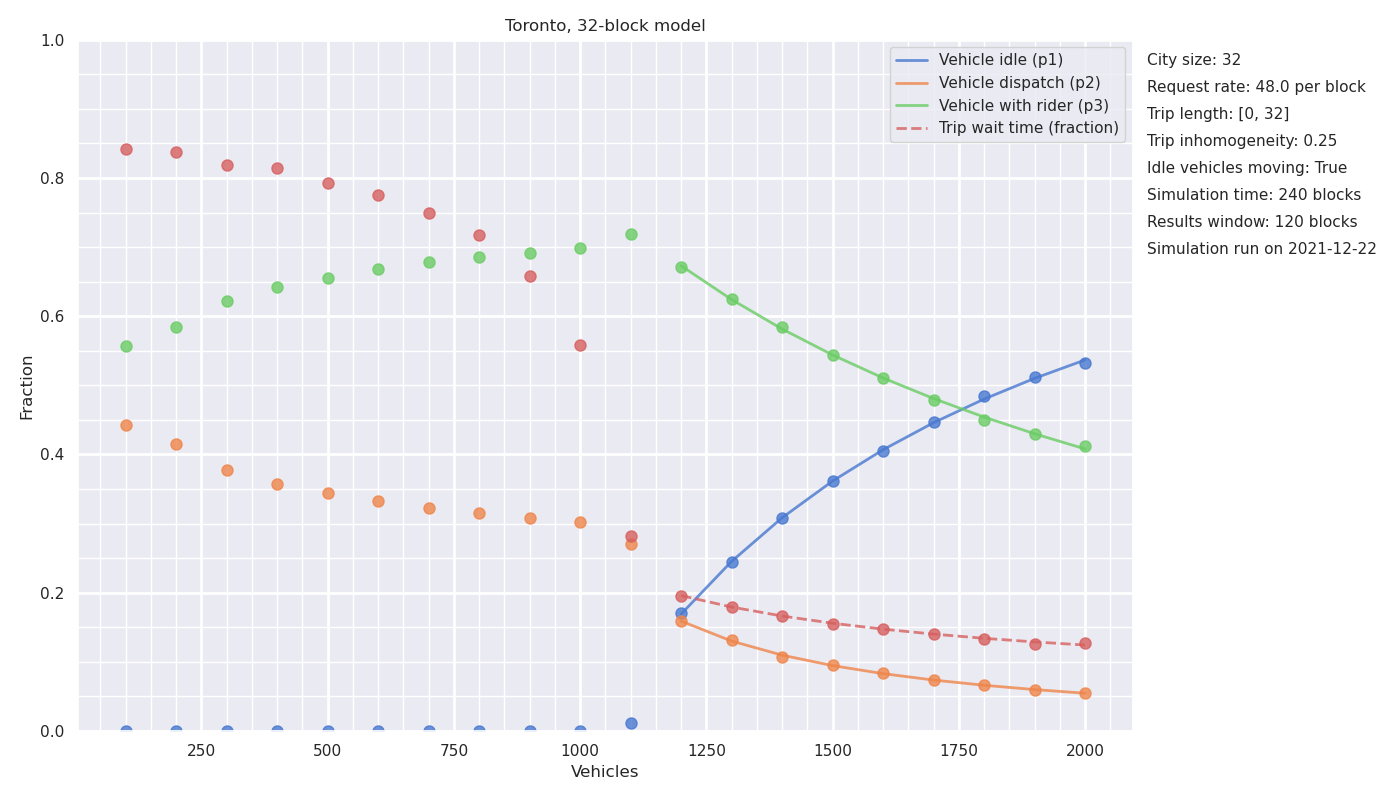 Toronto, 32-block model
1.0
0.8
0.6
0.4
0.2
0.0
Fraction
250
500
750
1000
1250
1500
1750
2000
Vehicles
Vehicle idle (p1)
Vehicle dispatch (p2)
Vehicle with rider (p3)
Trip wait time (fraction)
City size: 32
Request rate: 48.0 per block
Trip length: [0, 32]
Trip inhomogeneity: 0.25
Idle vehicles moving: True
Simulation time: 240 blocks
Results window: 120 blocks
Simulation run on 2021-12-22